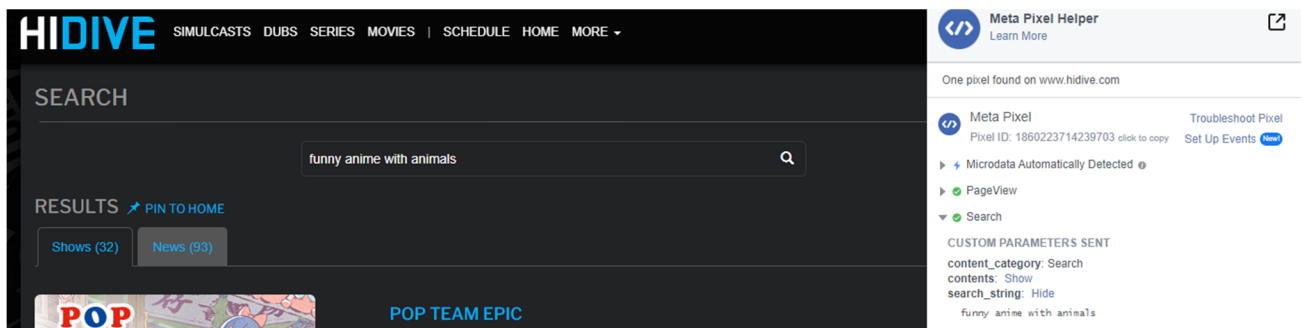 HIDIVE SIMULCASTS DUBS SERIES MOVIES | SCHEDULE HOME MORE
SEARCH
funny anime with animals
RESULTS PIN TO HOME
Shows (32) News (93)
POP
POP TEAM EPIC
Meta Pixel Helper
Learn More
One pixel found on www.hidive.com
Meta Pixel
Troubleshoot Pixel
Pixel ID: 1860223714239703 click to copy
Set Up Events New!
Microdata Automatically Detected
PageView
Search
CUSTOM PARAMETERS SENT
content_category: Search
contents: Show
search_string: Hide
funny anime with animals